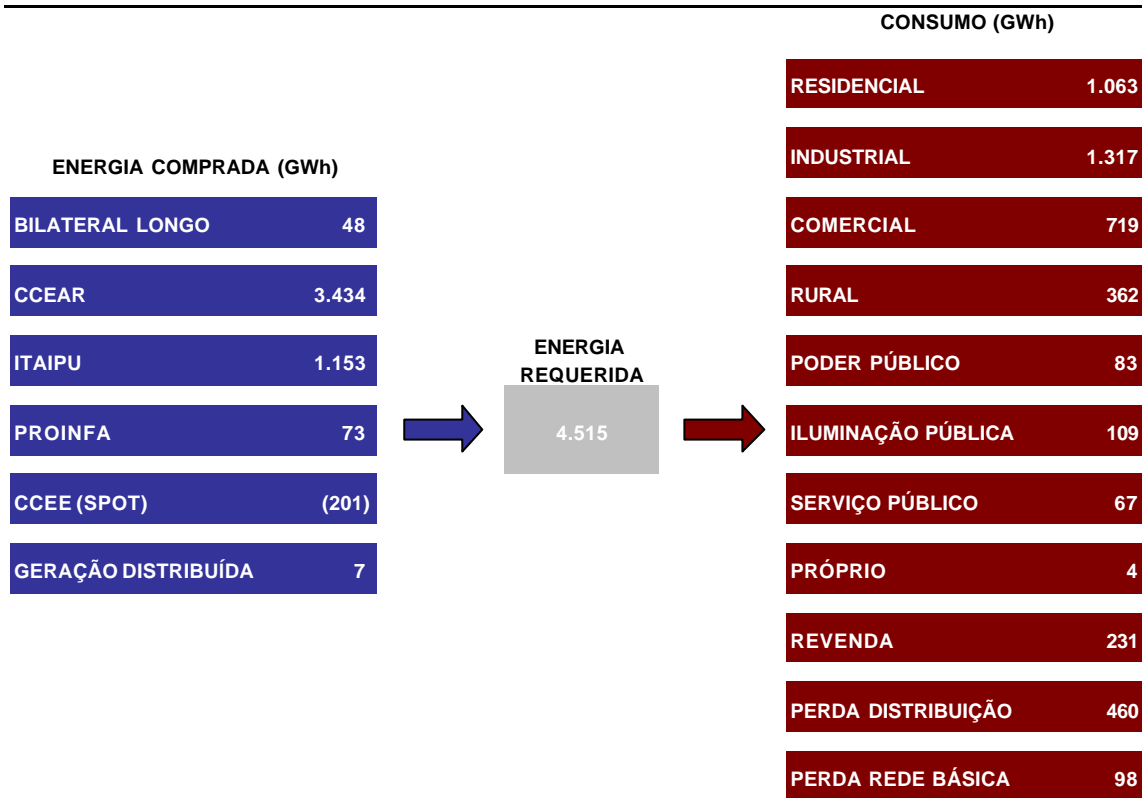 CONSUMO (GWh)
RESIDENCIAL 1.063
INDUSTRIAL 1.317
ENERGIA COMPRADA (GWh)
BILATERAL LONGO 48
COMERCIAL 719
CCEAR 3.434
RURAL 362
ENERGIA
REQUERIDA
ITAIPU 1.153
PODER PÚBLICO 83
PROINFA 73
4.515
ILUMINAÇÃO PÚBLICA 109
CCEE (SPOT) (201)
SERVIÇO PÚBLICO 67
GERAÇÃO DISTRIBUÍDA 7
PRÓPRIO 4
REVENDA 231
PERDA DISTRIBUIÇÃO 460
PERDA REDE BÁSICA 98